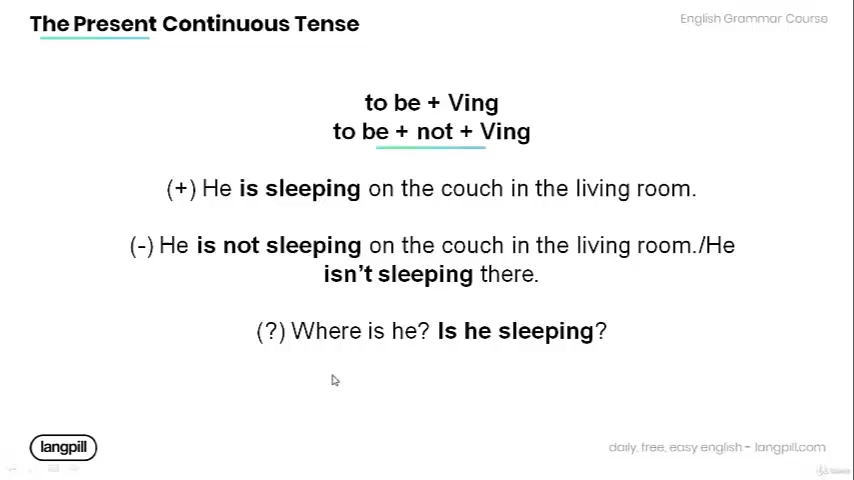 The Present Continuous Tense
English Grammar Course
to be + Ving
to be + not + Ving
(+) He is sleeping on the couch in the living room.
(-) He is not sleeping on the couch in the living room./He
isn’t sleeping there.
(?) Where is he? Is he sleeping?
langpill
daily, free, easy english - langpill.com
Udemy